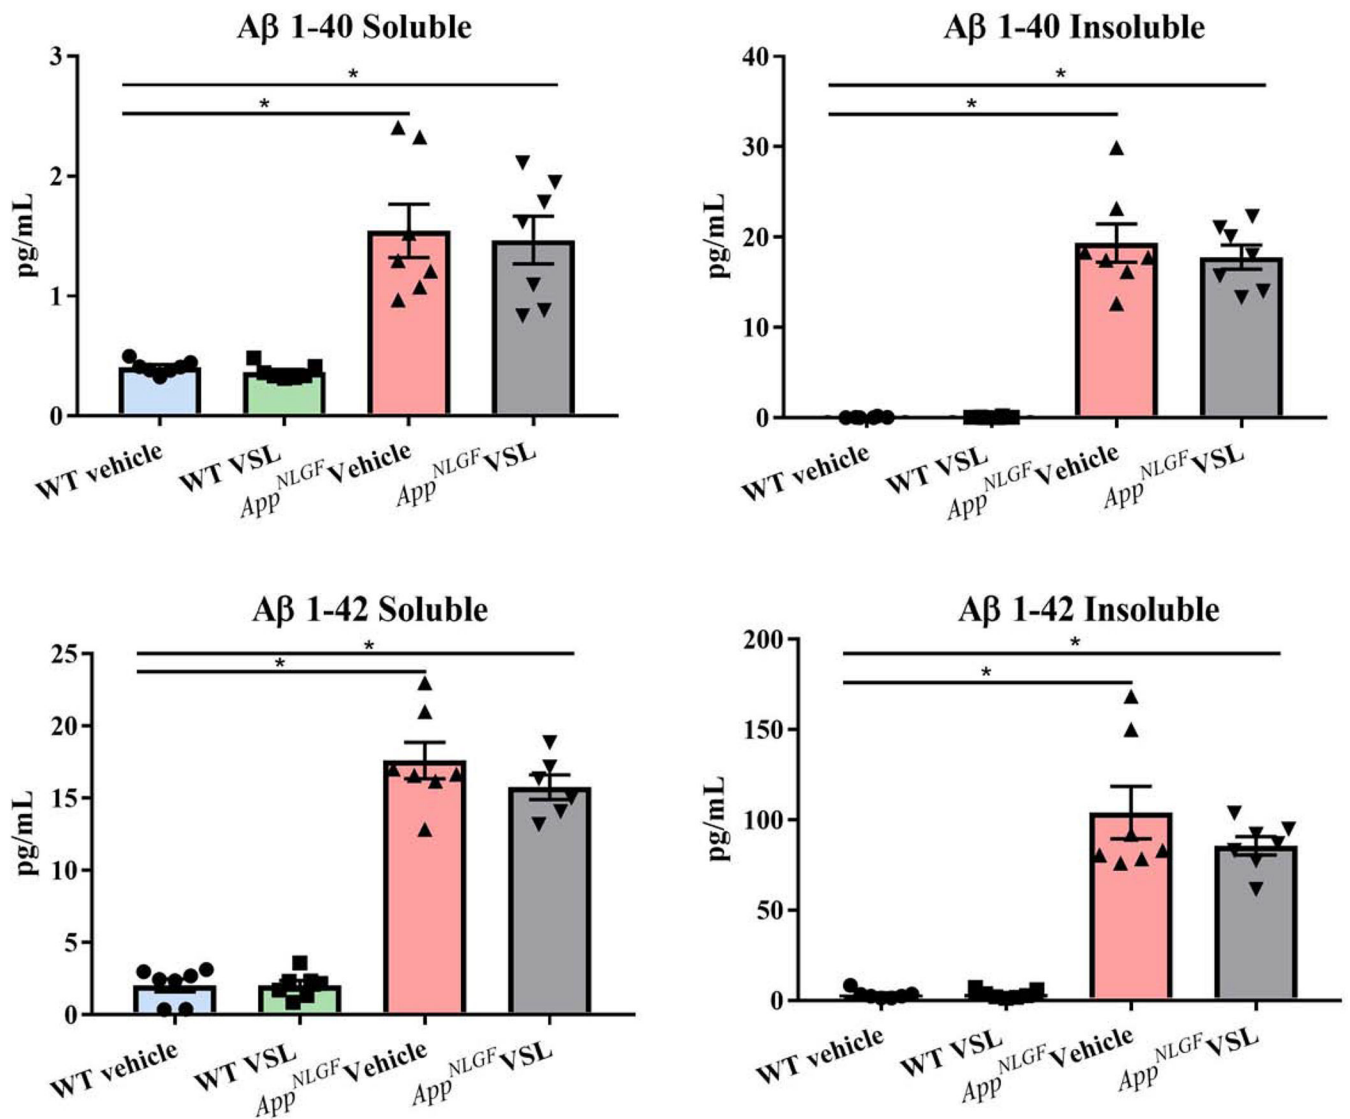 Aβ 1-40 Soluble
3
2
1
0
pg/mL
*
*
WT vehicle
WT VSL
App^NLGF Vehicle
App^NLGF VSL
Aβ 1-40 Insoluble
40
30
20
10
0
pg/mL
*
*
WT vehicle
WT VSL
App^NLGF Vehicle
App^NLGF VSL
Aβ 1-42 Soluble
25
20
15
10
5
0
pg/mL
*
*
WT vehicle
WT VSL
App^NLGF Vehicle
App^NLGF VSL
Aβ 1-42 Insoluble
200
150
100
50
0
pg/mL
*
*
WT vehicle
WT VSL
App^NLGF Vehicle
App^NLGF VSL